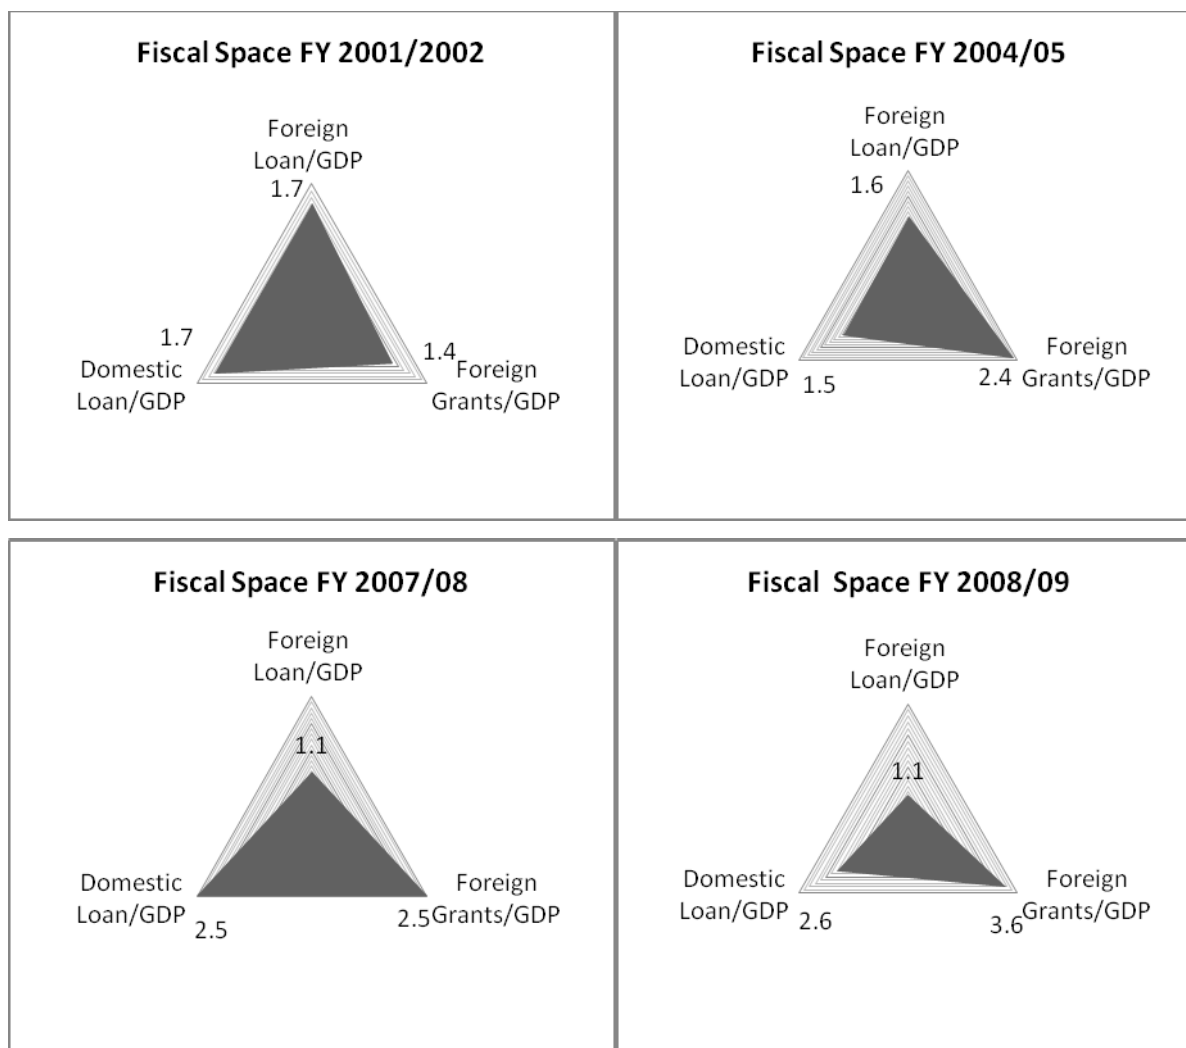 Fiscal Space FY 2001/2002
Foreign
Loan/GDP
1.7
1.7
Domestic
Loan/GDP
1.4
Foreign
Grants/GDP
Fiscal Space FY 2004/05
Foreign
Loan/GDP
1.6
Domestic
Loan/GDP
1.5
Foreign
Grants/GDP
2.4
Fiscal Space FY 2007/08
Foreign
Loan/GDP
1.1
Domestic
Loan/GDP
2.5
Foreign
Grants/GDP
2.5
Fiscal Space FY 2008/09
Foreign
Loan/GDP
1.1
Domestic
Loan/GDP
2.6
Foreign
Grants/GDP
3.6